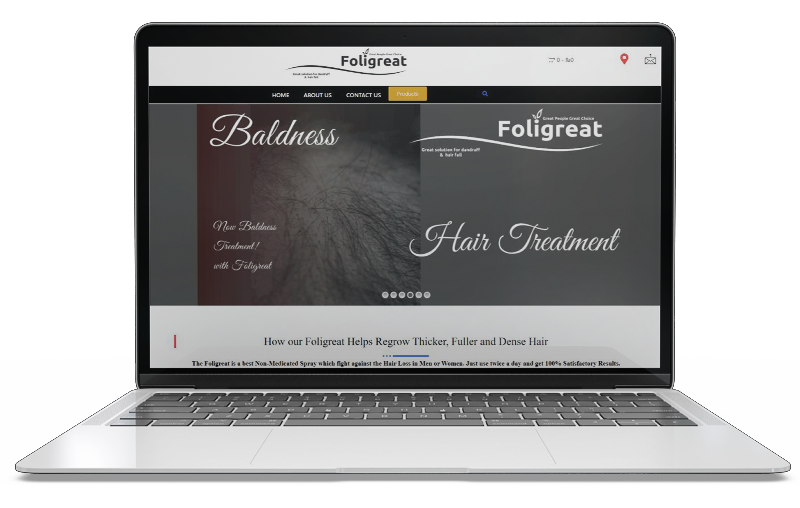 Great People Great Choice
Foligreat
Great solution for dandruff
& hair fall
0 - ₨0
HOME ABOUT US CONTACT US Products
Baldness
Great People Great Choice
Foligreat
Great solution for dandruff
& hair fall
Now Baldness
Treatment!
with Foligreat
Hair Treatment
How our Foligreat Helps Regrow Thicker, Fuller and Dense Hair
The Foligreat is a best Non-Medicated Spray which fight against the Hair Loss in Men or Women. Just use twice a day and get 100% Satisfactory Results.